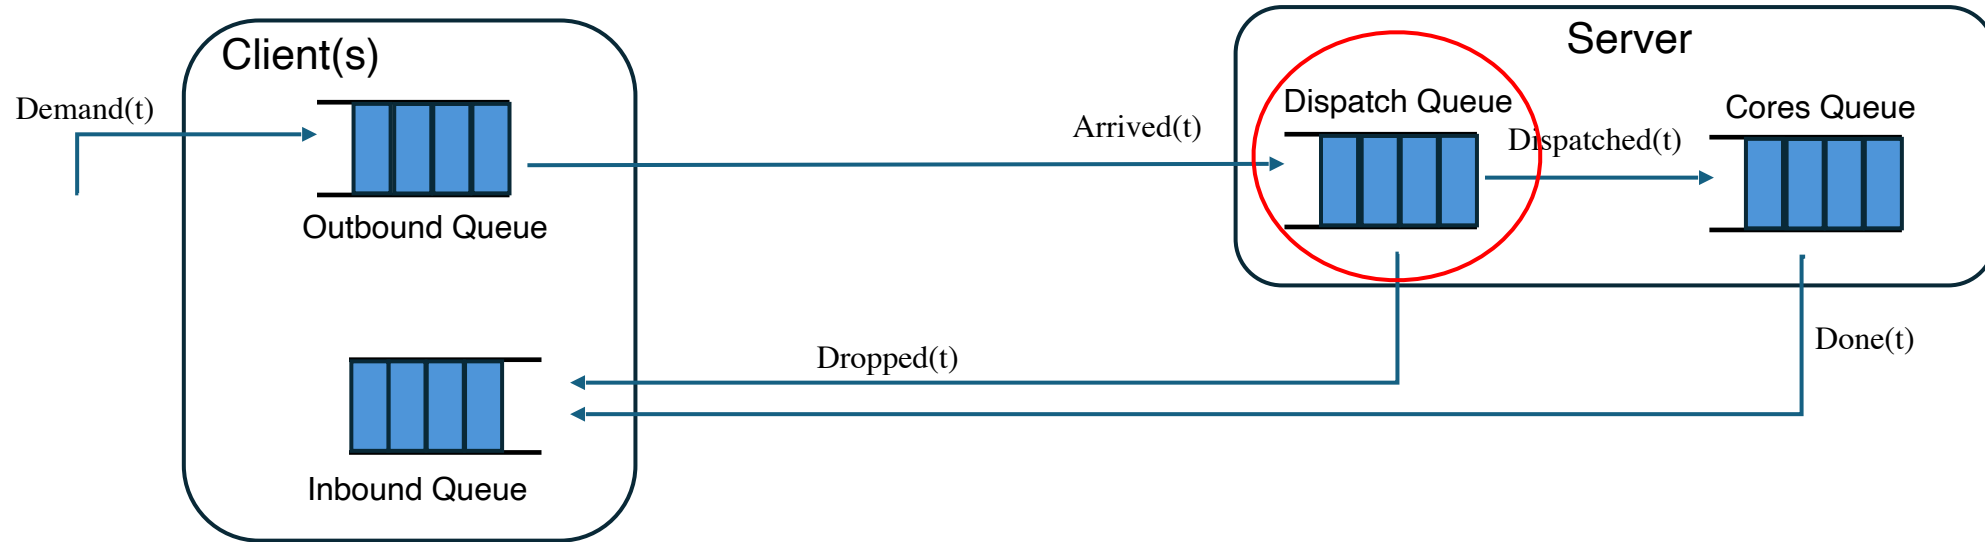 Client(s)
Server
Demand(t)
Dispatch Queue
Cores Queue
Arrived(t)
Dispatched(t)
Outbound Queue
Dropped(t)
Done(t)
Inbound Queue